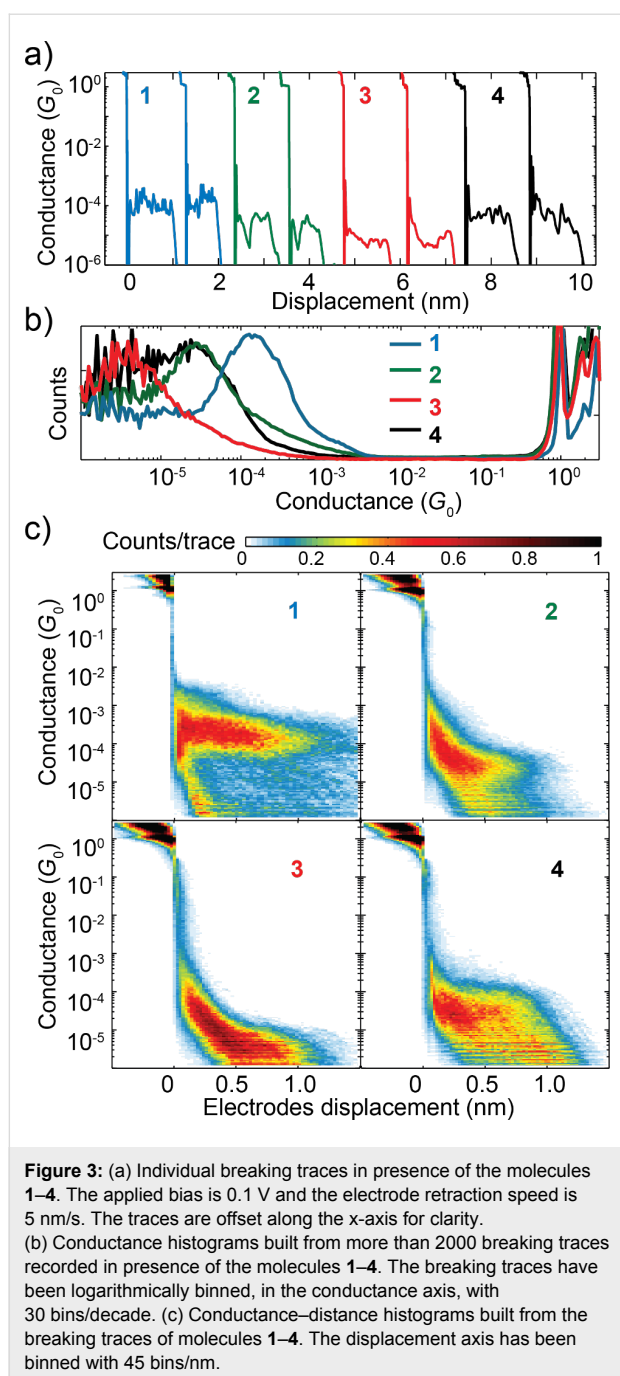 a)
Conductance (G₀)
10⁰
10⁻²
10⁻⁴
10⁻⁶
1 2 3 4
0 2 4 6 8 10
Displacement (nm)
b)
Counts
1
2
3
4
10⁻⁵ 10⁻⁴ 10⁻³ 10⁻² 10⁻¹ 10⁰
Conductance (G₀)
c)
Counts/trace
0 0.2 0.4 0.6 0.8 1
Conductance (G₀)
10⁰
10⁻¹
10⁻²
10⁻³
10⁻⁴
10⁻⁵
1 2
Conductance (G₀)
10⁰
10⁻¹
10⁻²
10⁻³
10⁻⁴
10⁻⁵
3 4
0 0.5 1.0 0 0.5 1.0
Electrodes displacement (nm)
Figure 3: (a) Individual breaking traces in presence of the molecules
1–4. The applied bias is 0.1 V and the electrode retraction speed is
5 nm/s. The traces are offset along the x-axis for clarity.
(b) Conductance histograms built from more than 2000 breaking traces
recorded in presence of the molecules 1–4. The breaking traces have
been logarithmically binned, in the conductance axis, with
30 bins/decade. (c) Conductance–distance histograms built from the
breaking traces of molecules 1–4. The displacement axis has been
binned with 45 bins/nm.